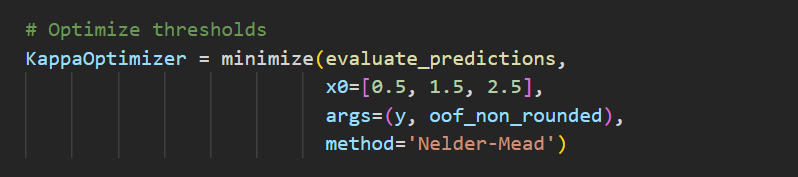 # Optimize thresholds
KappaOptimizer = minimize(evaluate_predictions,
x0=[0.5, 1.5, 2.5],
args=(y, oof_non_rounded),
method='Nelder-Mead')